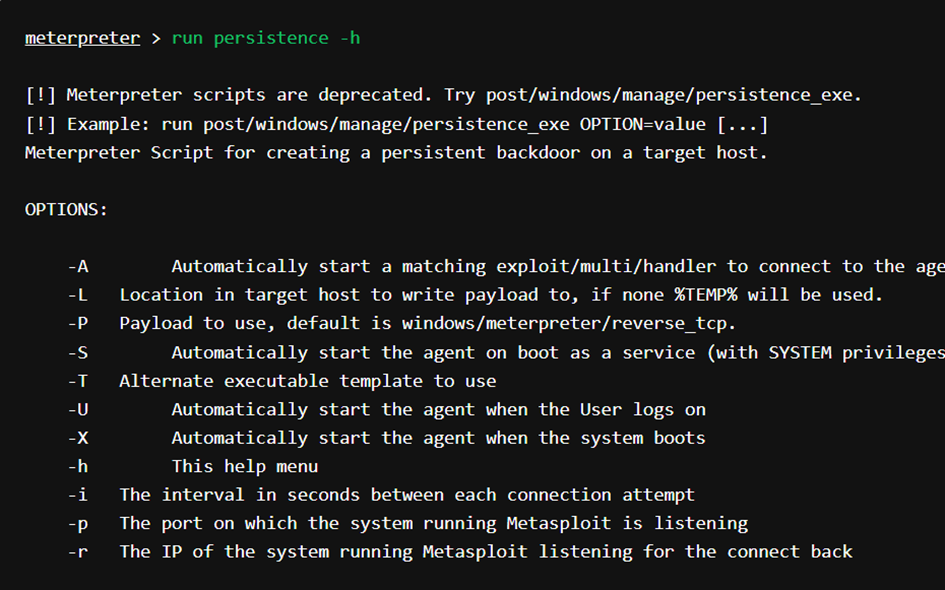 meterpreter > run persistence -h
[!] Meterpreter scripts are deprecated. Try post/windows/manage/persistence_exe.
[!] Example: run post/windows/manage/persistence_exe OPTION=value [...]
Meterpreter Script for creating a persistent backdoor on a target host.
OPTIONS:
-A Automatically start a matching exploit/multi/handler to connect to the age
-L Location in target host to write payload to, if none %TEMP% will be used.
-P Payload to use, default is windows/meterpreter/reverse_tcp.
-S Automatically start the agent on boot as a service (with SYSTEM privileges
-T Alternate executable template to use
-U Automatically start the agent when the User logs on
-X Automatically start the agent when the system boots
-h This help menu
-i The interval in seconds between each connection attempt
-p The port on which the system running Metasploit is listening
-r The IP of the system running Metasploit listening for the connect back